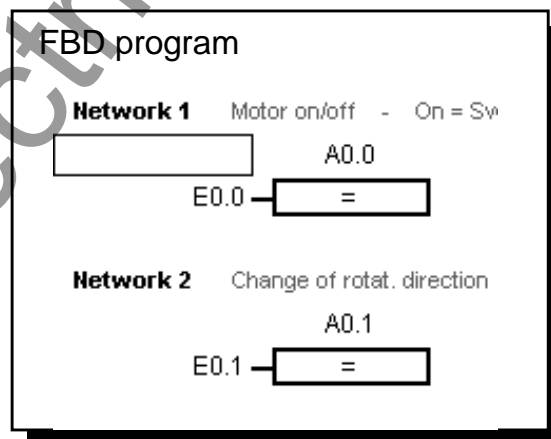 FBD program
Network 1 Motor on/off - On = Sw
A0.0
E0.0 =
Network 2 Change of rotat. direction
A0.1
E0.1 =